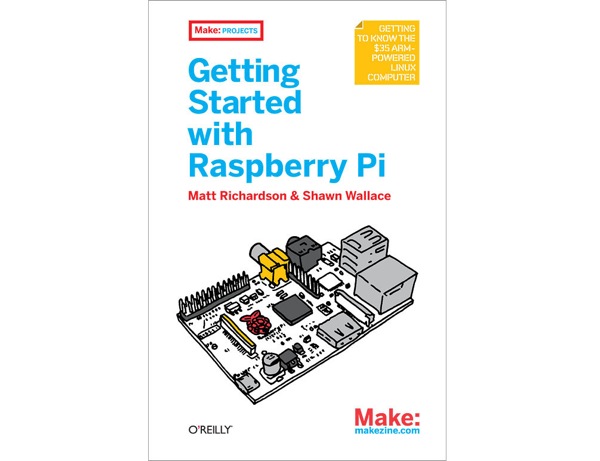 Make: PROJECTS
GETTING
TO KNOW THE
$35 ARM-
POWERED
LINUX
COMPUTER
Getting
Started
with
Raspberry Pi
Matt Richardson & Shawn Wallace
O'REILLY®
Make:
makezine.com